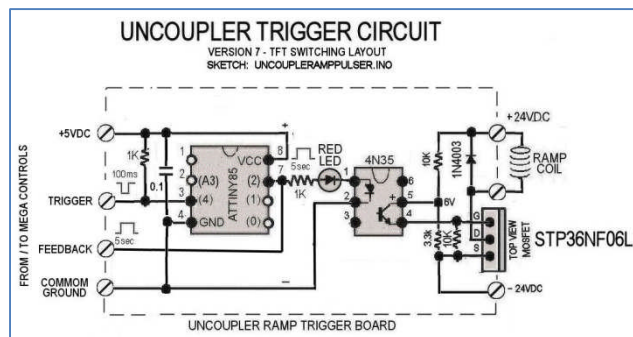 UNCOUPLER TRIGGER CIRCUIT
VERSION 7 - TFT SWITCHING LAYOUT
SKETCH: UNCOUPLERAMPPULSER.INO
FROM / TO MEGA CONTROLS
+5VDC
1K
100ms
0.1
TRIGGER
5sec
FEEDBACK
COMMOM
GROUND
1
2
3
4
(A3)
(4)
GND
ATTINY85
VCC
(2)
(1)
(0)
+
8
7
5sec
1K
RED
LED
4N35
1
2
3
6
5
4
+
6V
10K
3.3k
10K
1N4003
+24VDC
RAMP
COIL
G
D
S
TOP VIEW
MOSFET
STP36NF06L
−
− 24VDC
UNCOUPLER RAMP TRIGGER BOARD